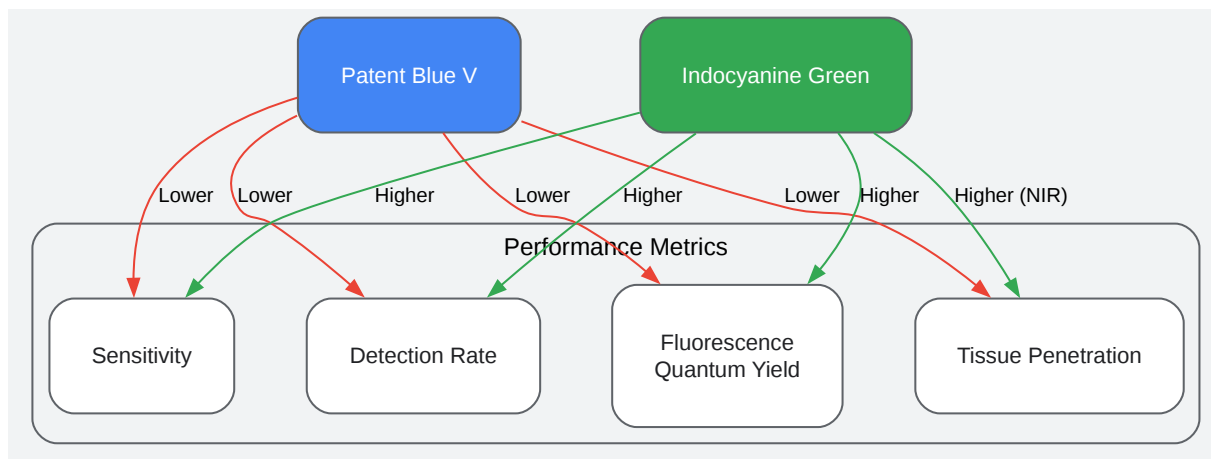 Patent Blue V
Indocyanine Green
Lower
Lower
Higher
Lower
Higher
Lower
Higher
Higher (NIR)
Performance Metrics
Sensitivity
Detection Rate
Fluorescence
Quantum Yield
Tissue Penetration